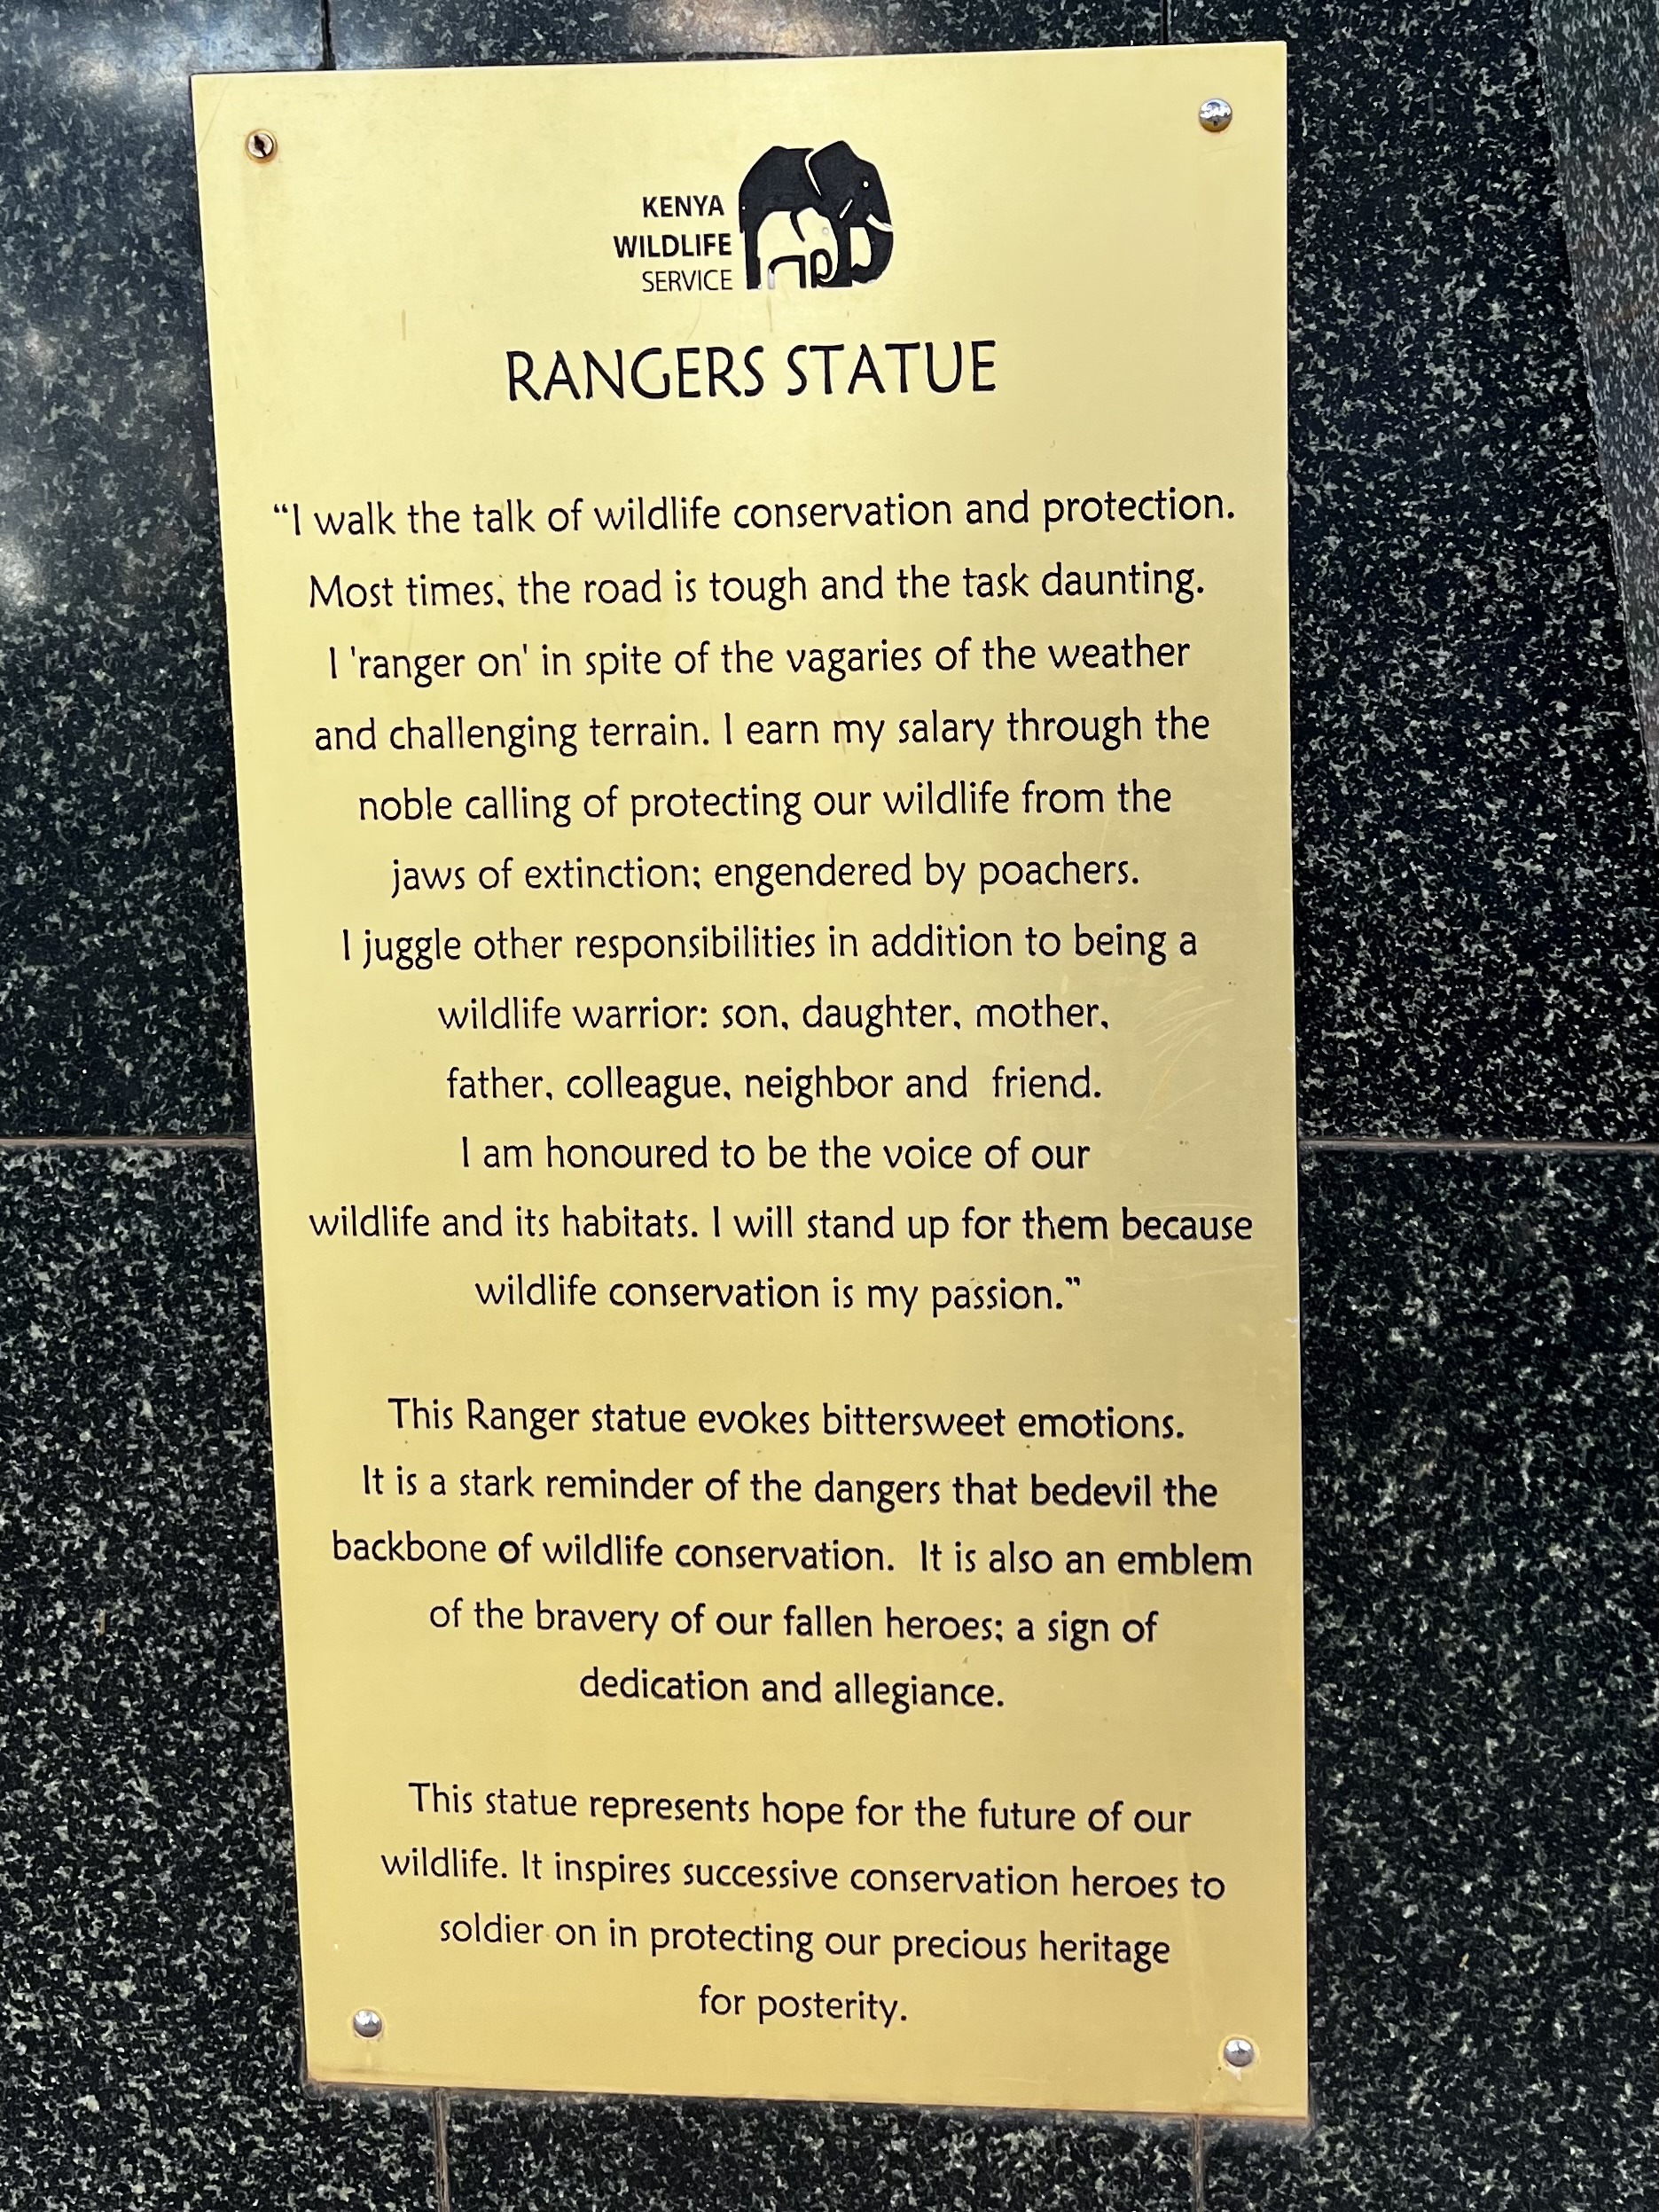 KENYA
WILDLIFE
SERVICE
RANGERS STATUE
“I walk the talk of wildlife conservation and protection.
Most times, the road is tough and the task daunting.
I 'ranger on' in spite of the vagaries of the weather
and challenging terrain. I earn my salary through the
noble calling of protecting our wildlife from the
jaws of extinction; engendered by poachers.
I juggle other responsibilities in addition to being a
wildlife warrior: son, daughter, mother,
father, colleague, neighbor and friend.
I am honoured to be the voice of our
wildlife and its habitats. I will stand up for them because
wildlife conservation is my passion.”
This Ranger statue evokes bittersweet emotions.
It is a stark reminder of the dangers that bedevil the
backbone of wildlife conservation. It is also an emblem
of the bravery of our fallen heroes; a sign of
dedication and allegiance.
This statue represents hope for the future of our
wildlife. It inspires successive conservation heroes to
soldier on in protecting our precious heritage
for posterity.